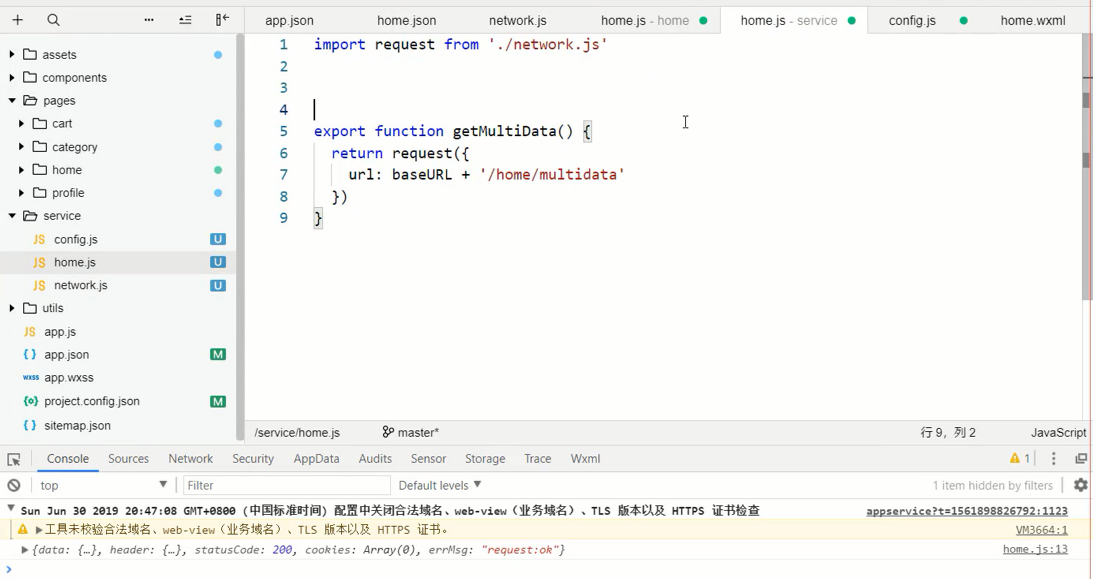 app.json home.json network.js home.js - home home.js - service config.js home.wxml
assets
components
pages
cart
category
home
profile
service
JS config.js U
JS home.js U
JS network.js U
utils
JS app.js
{ } app.json M
wxss app.wxss
{o} project.config.json M
{ } sitemap.json
1 import request from './network.js'
2
3
4
5 export function getMultiData() {
6 return request({
7 url: baseURL + '/home/multidata'
8 })
9 }
/service/home.js master* 行 9，列 2 JavaScript
Console Sources Network Security AppData Audits Sensor Storage Trace Wxml 1
top Filter Default levels 1 item hidden by filters
Sun Jun 30 2019 20:47:08 GMT+0800 (中国标准时间) 配置中关闭合法域名、web-view（业务域名）、TLS 版本以及 HTTPS 证书检查 appservice?t=1561898826792:1123
工具未校验合法域名、web-view（业务域名）、TLS 版本以及 HTTPS 证书。 VM3664:1
{data: {…}, header: {…}, statusCode: 200, cookies: Array(0), errMsg: "request:ok"} home.js:13